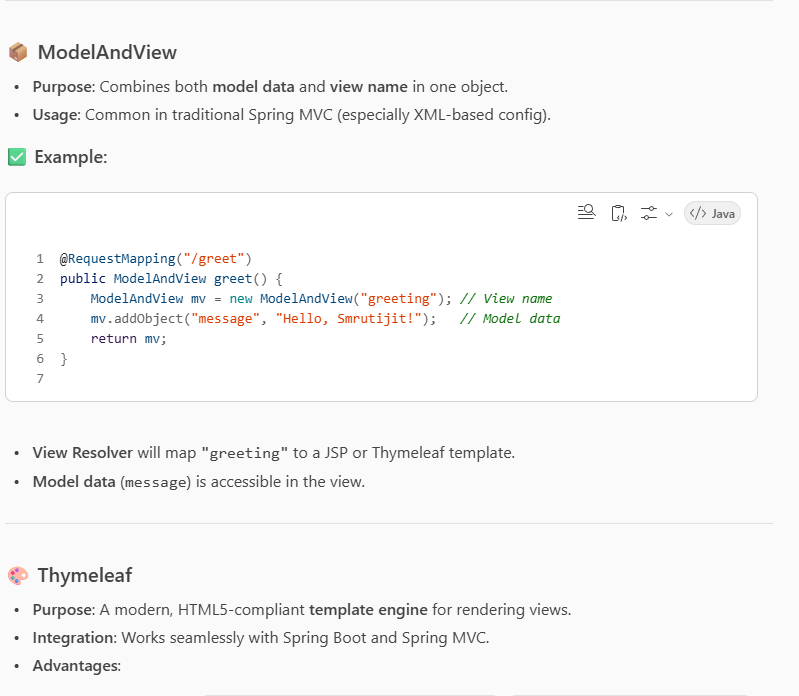 ModelAndView
• Purpose: Combines both model data and view name in one object.
• Usage: Common in traditional Spring MVC (especially XML-based config).
Example:
</> Java
1 @RequestMapping("/greet")
2 public ModelAndView greet() {
3     ModelAndView mv = new ModelAndView("greeting"); // View name
4     mv.addObject("message", "Hello, Smrutijit!");   // Model data
5     return mv;
6 }
7
• View Resolver will map "greeting" to a JSP or Thymeleaf template.
• Model data (message) is accessible in the view.
Thymeleaf
• Purpose: A modern, HTML5-compliant template engine for rendering views.
• Integration: Works seamlessly with Spring Boot and Spring MVC.
• Advantages: